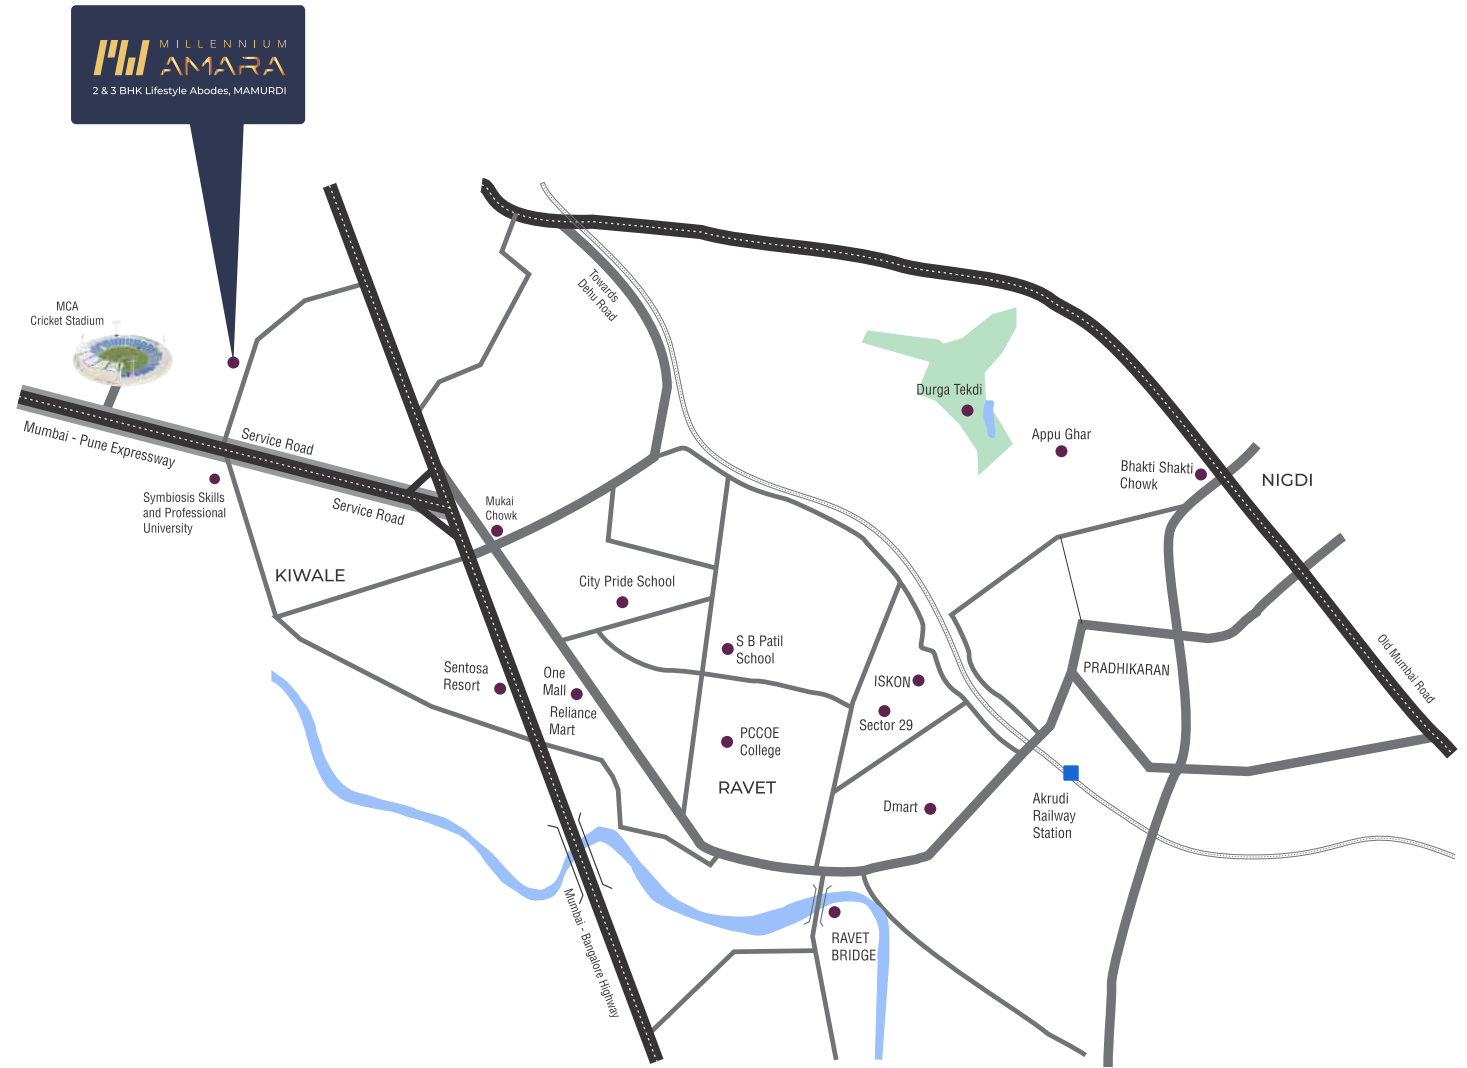 MILLENNIUM
AMARA
2 & 3 BHK Lifestyle Abodes, MAMURDI
Towards
Dehu Road
MCA
Cricket Stadium
Durga Tekdi
Appu Ghar
Bhakti Shakti
Chowk
NIGDI
Mumbai - Pune Expressway
Service Road
Service Road
Symbiosis Skills
and Professional
University
Mukai
Chowk
KIWALE
City Pride School
S B Patil
School
Sentosa
Resort
One
Mall
Reliance
Mart
ISKON
Sector 29
PRADHIKARAN
Old Mumbai Road
PCCOE
College
RAVET
Dmart
Akrudi
Railway
Station
Mumbai - Bangalore Highway
RAVET
BRIDGE